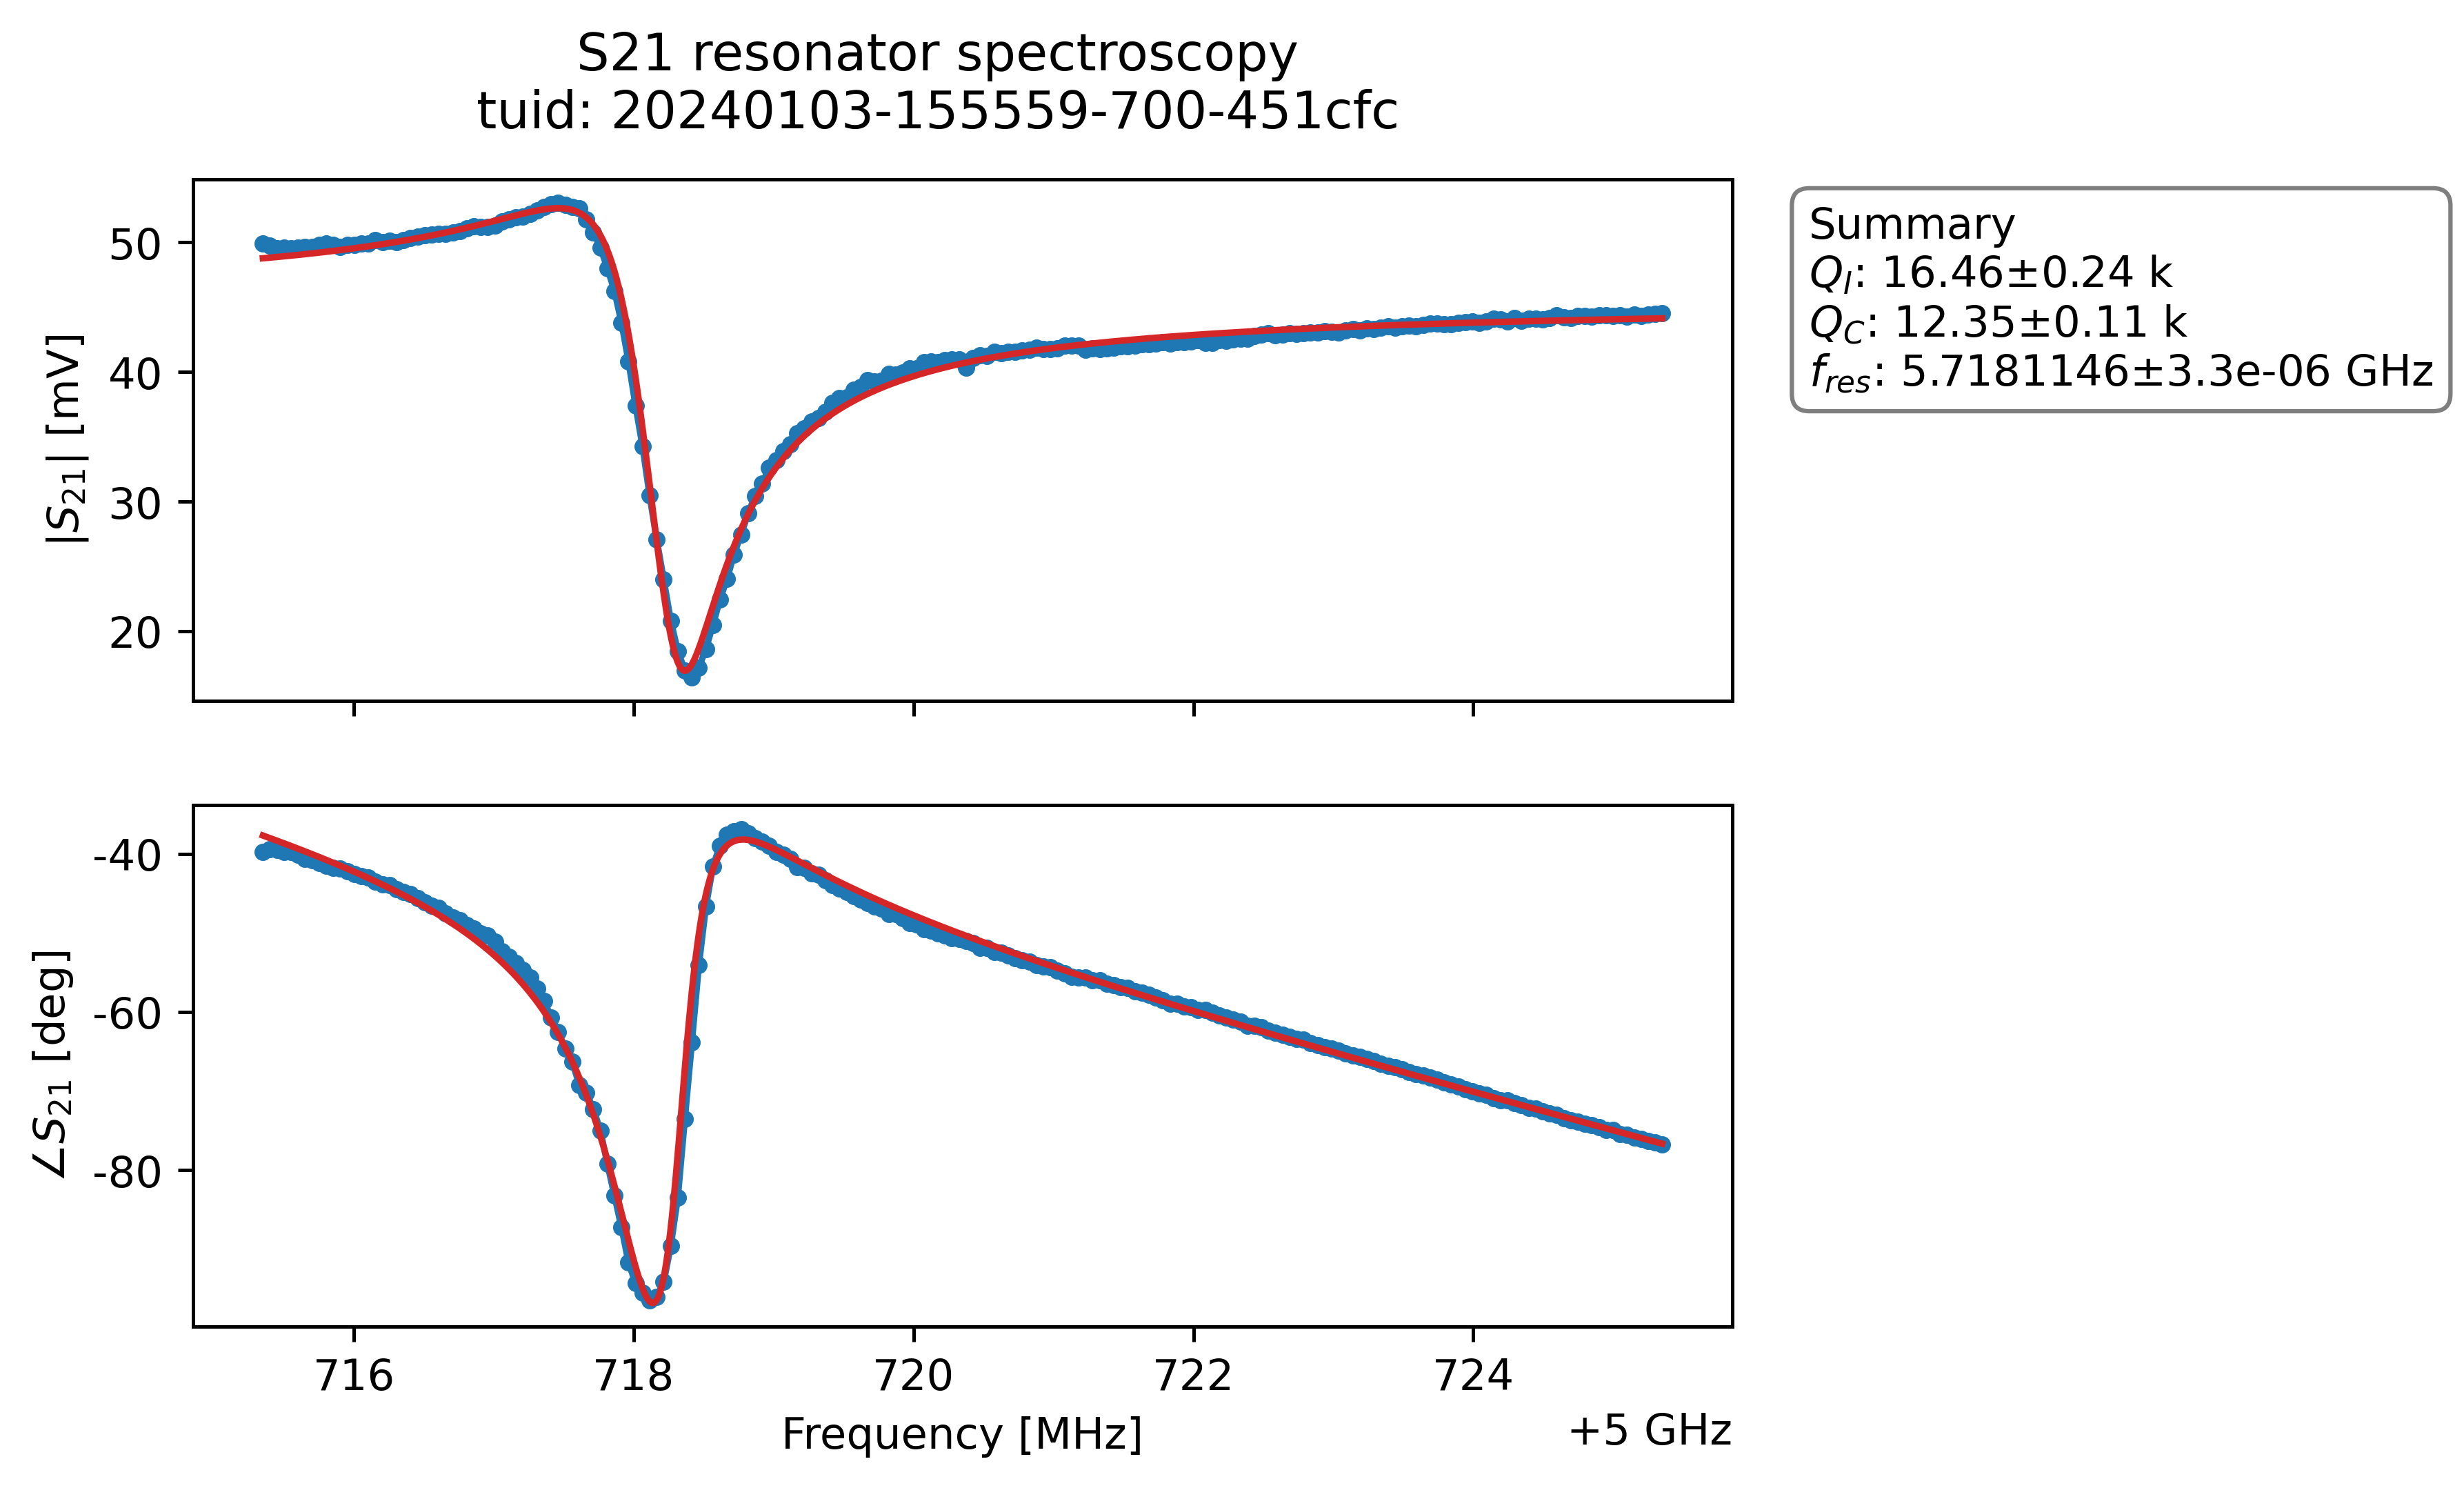 S21 resonator spectroscopy
tuid: 20240103-155559-700-451cfc
|S21| [mV]
50
40
30
20
Summary
QI: 16.46±0.24 k
QC: 12.35±0.11 k
fres: 5.7181146±3.3e-06 GHz
∠S21 [deg]
-40
-60
-80
716 718 720 722 724
Frequency [MHz]
+5 GHz